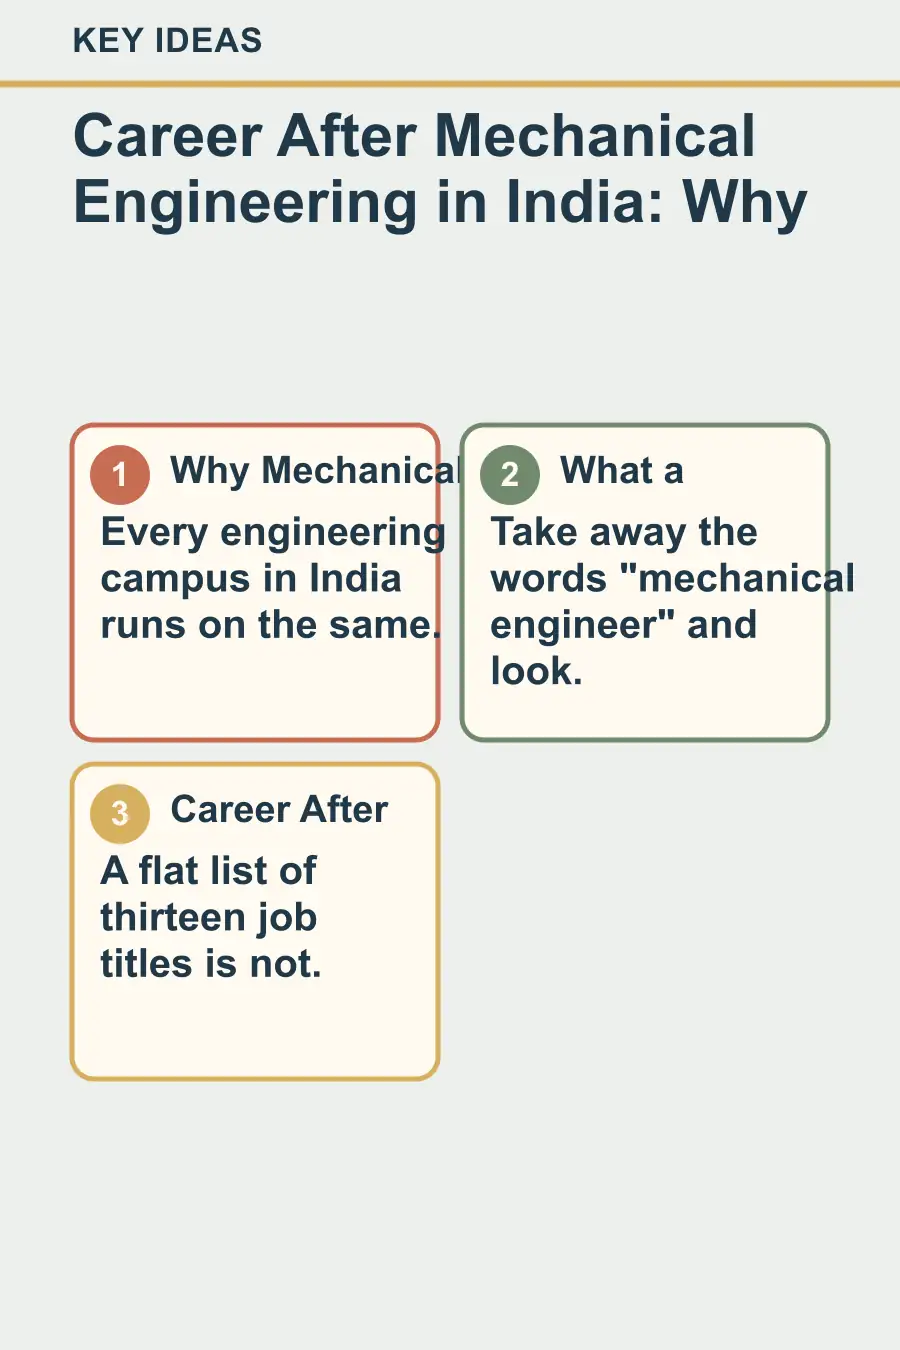 KEY IDEAS
Career After Mechanical
Engineering in India: Why
1 Why Mechanical
Every engineering
campus in India
runs on the same.
2 What a
Take away the
words "mechanical
engineer" and
look.
3 Career After
A flat list of
thirteen job
titles is not.